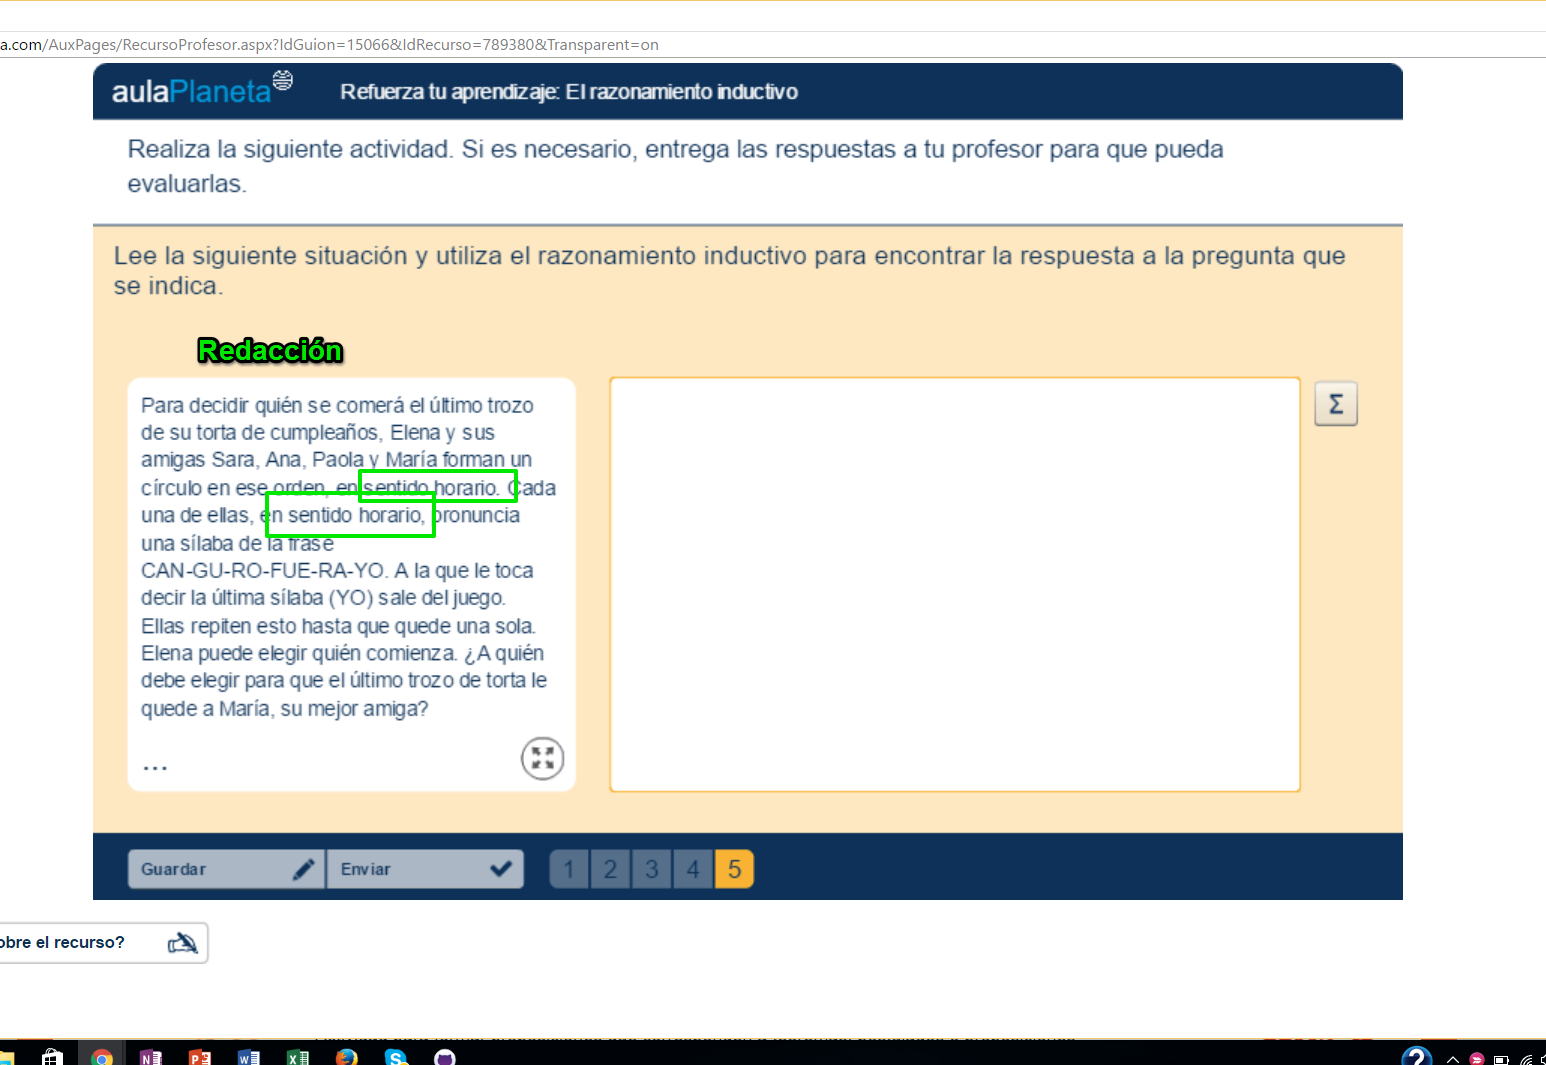 a.com/AuxPages/RecursoProfesor.aspx?IdGuion=15066&IdRecurso=789380&Transparent=on
aulaPlaneta
Refuerza tu aprendizaje: El razonamiento inductivo
Realiza la siguiente actividad. Si es necesario, entrega las respuestas a tu profesor para que pueda
evaluarlas.
Lee la siguiente situación y utiliza el razonamiento inductivo para encontrar la respuesta a la pregunta que
se indica.
Redacción
Para decidir quién se comerá el último trozo
de su torta de cumpleaños, Elena y sus
amigas Sara, Ana, Paola y María forman un
círculo en ese orden, en sentido horario. Cada
una de ellas, en sentido horario, pronuncia
una sílaba de la frase
CAN-GU-RO-FUE-RA-YO. A la que le toca
decir la última sílaba (YO) sale del juego.
Ellas repiten esto hasta que quede una sola.
Elena puede elegir quién comienza. ¿A quién
debe elegir para que el último trozo de torta le
quede a María, su mejor amiga?
...
Σ
Guardar
Enviar
1 2 3 4 5
obre el recurso?